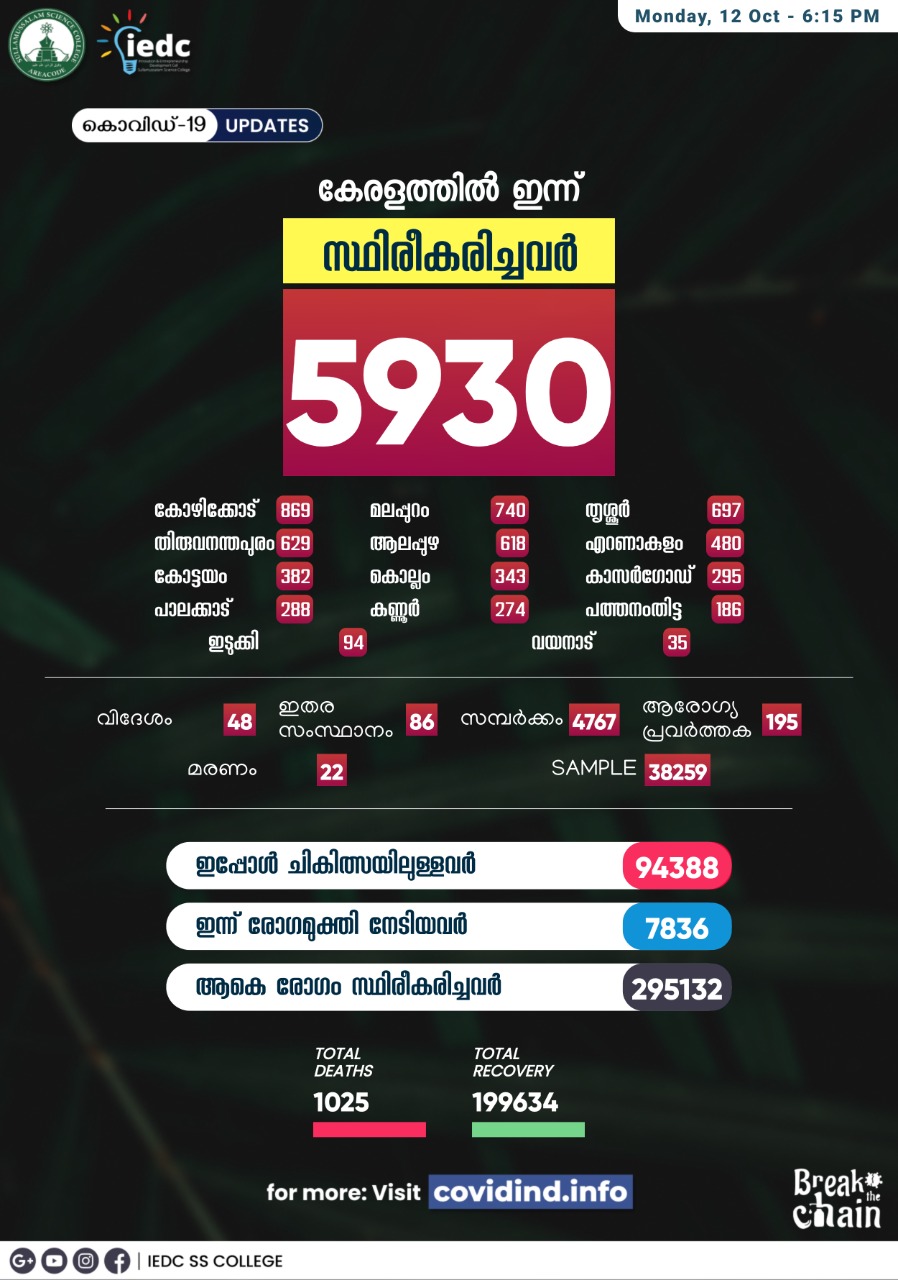 Monday, 12 Oct - 6:15 PM
SULLAMUSSALAM SCIENCE COLLEGE
AREACODE
iedc
കൊവിഡ്-19 UPDATES
കേരളത്തിൽ ഇന്ന്
സ്ഥിരീകരിച്ചവർ
5930
കോഴിക്കോട് 869 മലപ്പുറം 740 തൃശ്ശൂർ 697
തിരുവനന്തപുരം 629 ആലപ്പുഴ 618 എറണാകുളം 480
കോട്ടയം 382 കൊല്ലം 343 കാസർഗോഡ് 295
പാലക്കാട് 288 കണ്ണൂർ 274 പത്തനംതിട്ട 186
ഇടുക്കി 94 വയനാട് 35
വിദേശം 48 ഇതര സംസ്ഥാനം 86 സമ്പർക്കം 4767 ആരോഗ്യ പ്രവർത്തക 195
മരണം 22 SAMPLE 38259
ഇപ്പോൾ ചികിത്സയിലുള്ളവർ 94388
ഇന്ന് രോഗമുക്തി നേടിയവർ 7836
ആകെ രോഗം സ്ഥിരീകരിച്ചവർ 295132
TOTAL DEATHS
1025
TOTAL RECOVERY
199634
for more: Visit covidind.info
Break the chain
IEDC SS COLLEGE